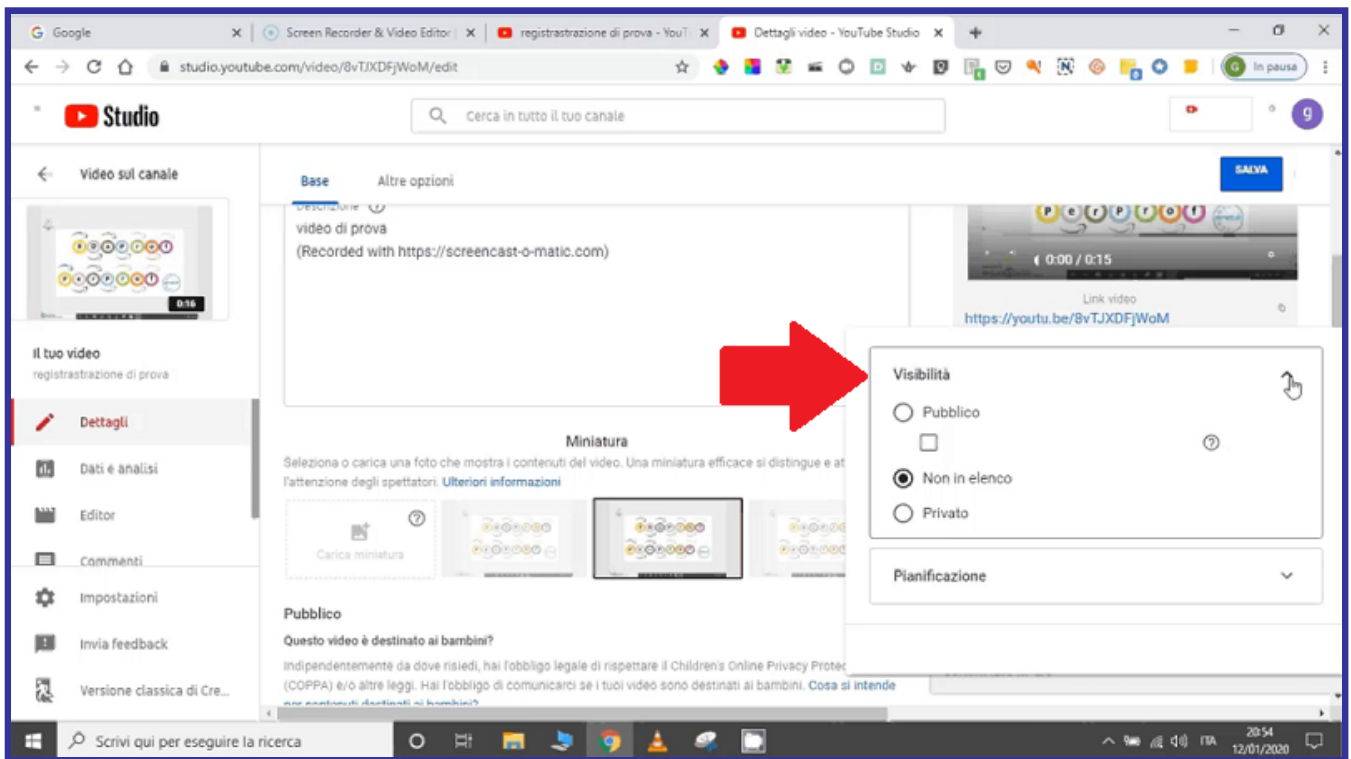 Google
Screen Recorder & Video Editor
registrastrazione di prova - YouT
Dettagli video - YouTube Studio
studio.youtube.com/video/8vTJXDFjWoM/edit
In pausa
Studio
Cerca in tutto il tuo canale
g
Video sul canale
Base
Altre opzioni
SALVA
Descrizione
video di prova
(Recorded with https://screencast-o-matic.com)
PerProf
0:00 / 0:15
0:16
Link video
https://youtu.be/8vTJXDFjWoM
Il tuo video
registrastrazione di prova
Visibilità
Pubblico
Non in elenco
Privato
Pianificazione
Dettagli
Dati e analisi
Editor
Commenti
Impostazioni
Invia feedback
Versione classica di Cre...
Miniatura
Seleziona o carica una foto che mostra i contenuti del video. Una miniatura efficace si distingue e at
l'attenzione degli spettatori. Ulteriori informazioni
Carica miniatura
Pubblico
Questo video è destinato ai bambini?
Indipendentemente da dove risiedi, hai l'obbligo legale di rispettare il Children's Online Privacy Protec
(COPPA) e/o altre leggi. Hai l'obbligo di comunicarci se i tuoi video sono destinati ai bambini. Cosa si intende
per contenuti destinati ai bambini?
Scrivi qui per eseguire la ricerca
ITA
20:54
12/01/2020